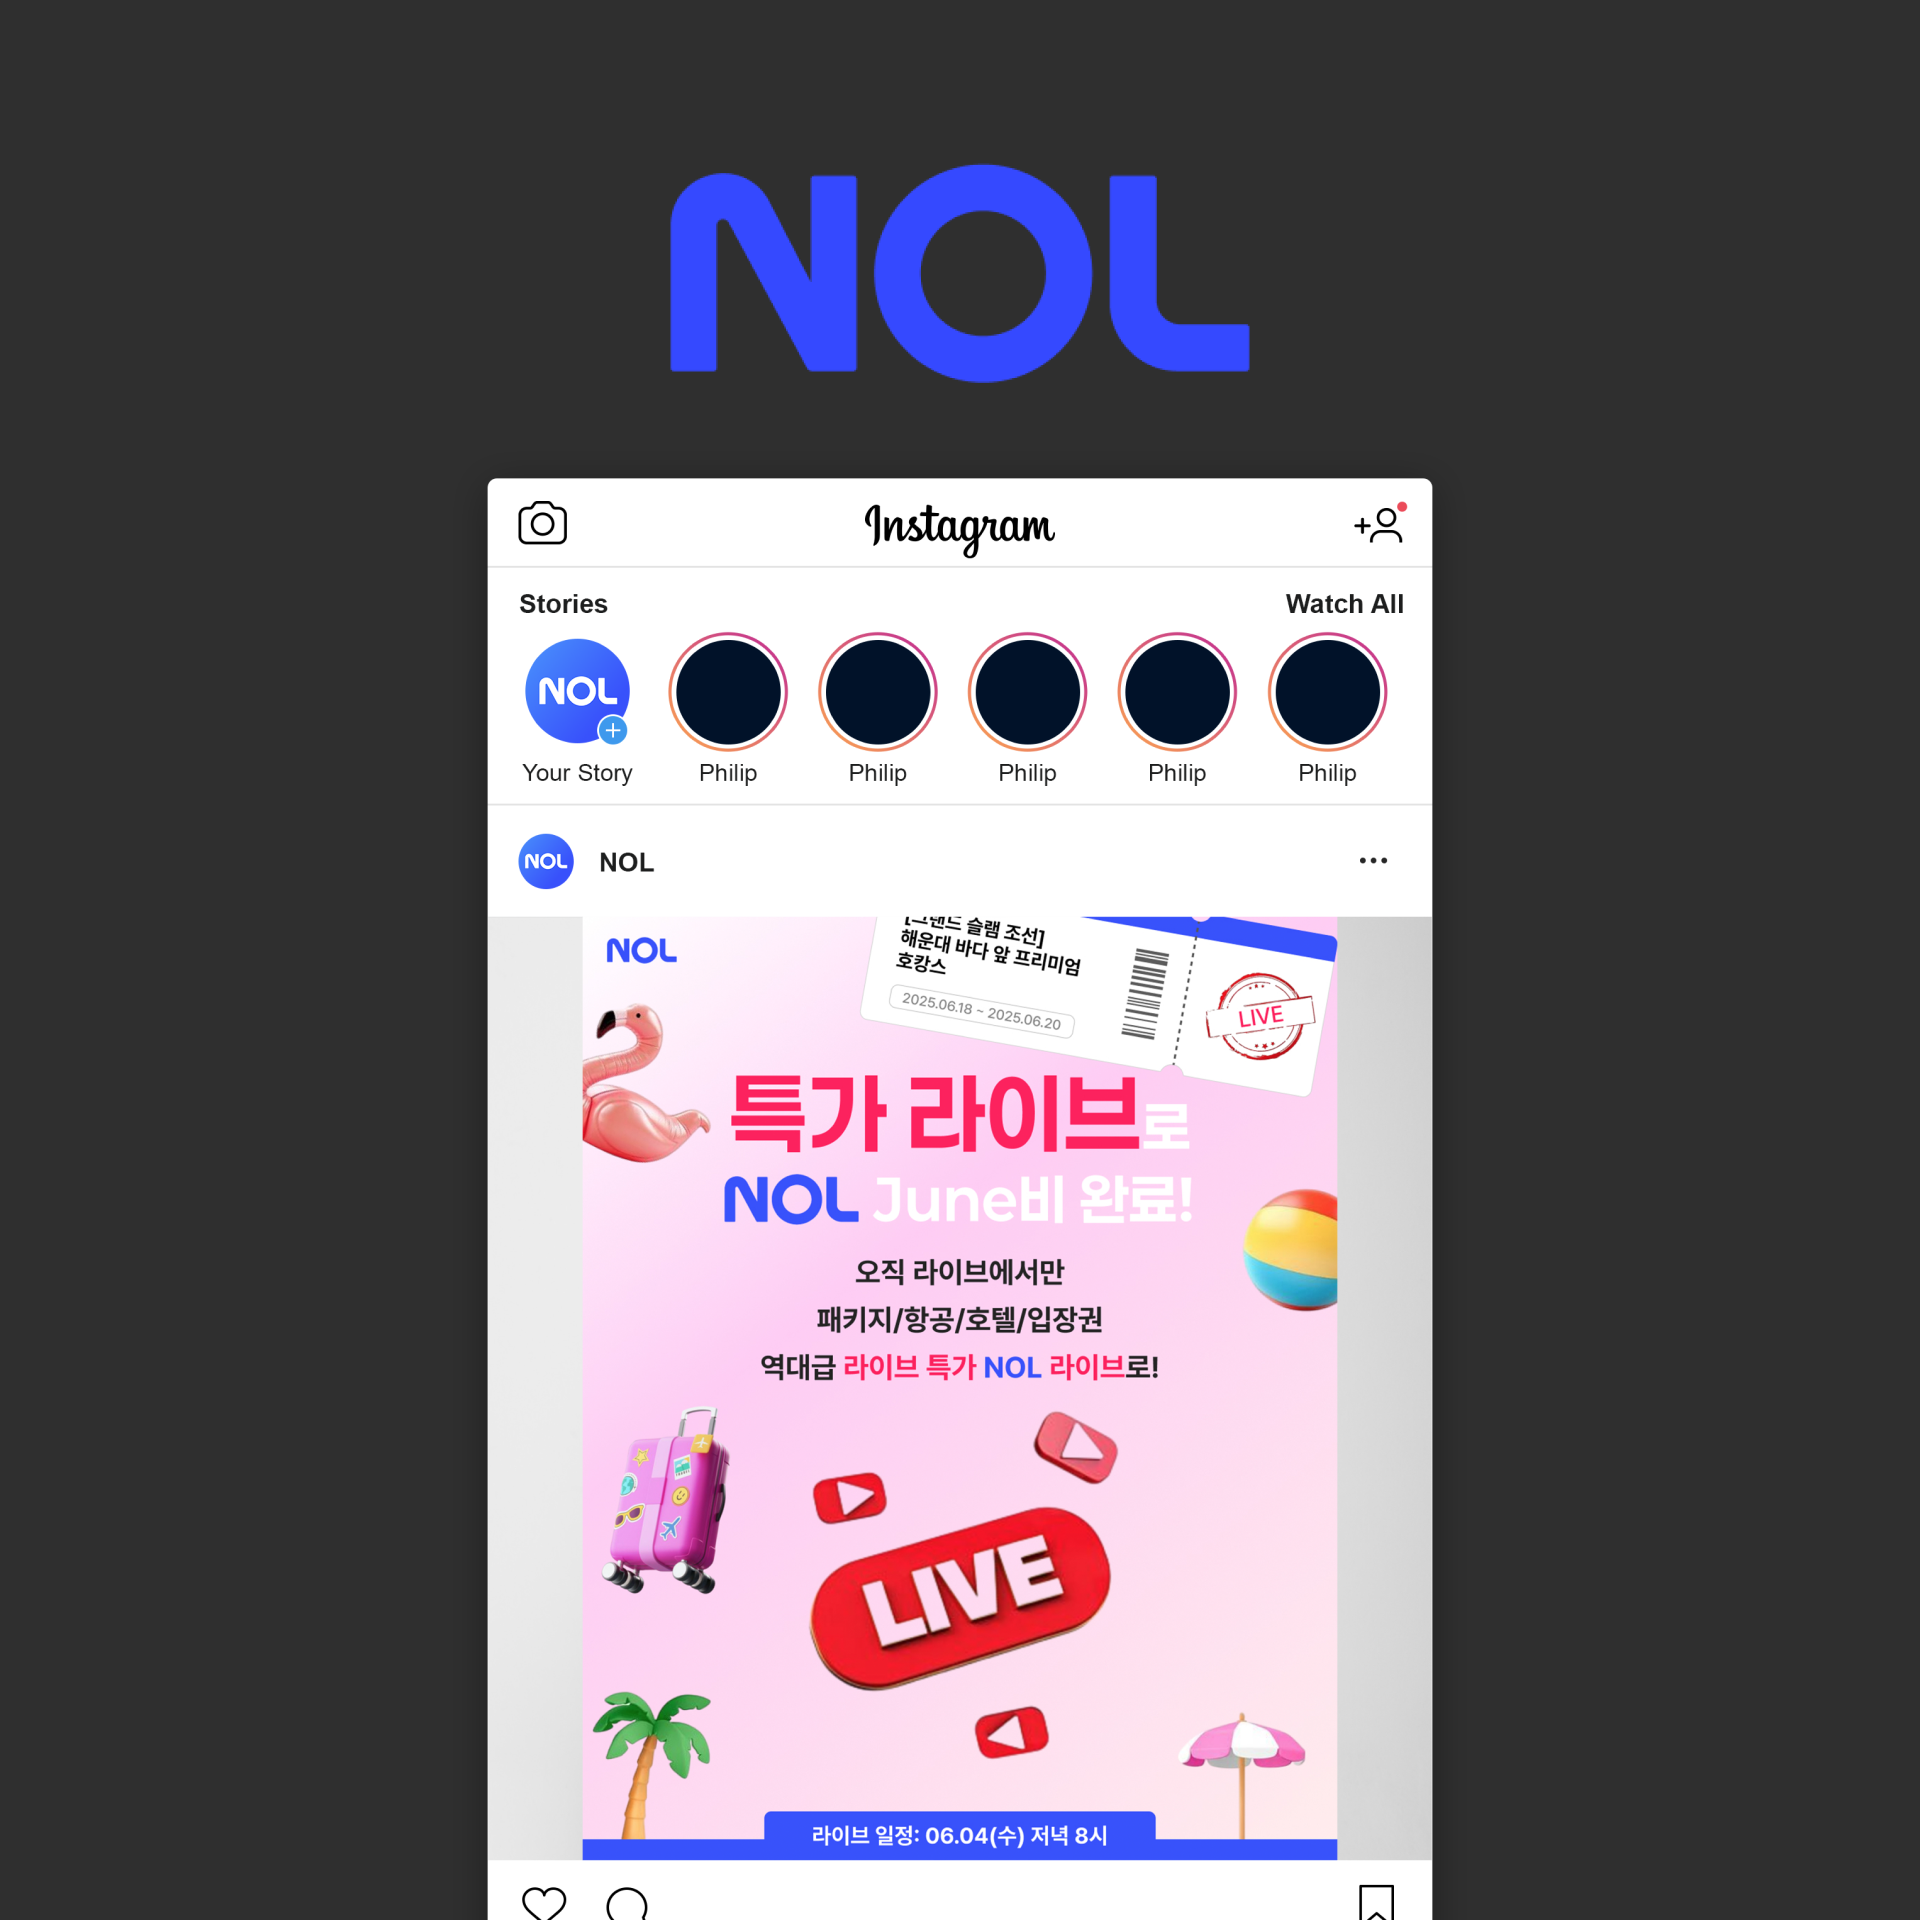 NOL
Instagram
Stories
Watch All
NOL
Your Story
Philip
Philip
Philip
Philip
Philip
NOL
NOL
NOL
[그랜드 슬램 조선]
해운대 바다 앞 프리미엄
호캉스
2025.06.18 ~ 2025.06.20
LIVE
특가 라이브로
NOL June비 완료!
오직 라이브에서만
패키지/항공/호텔/입장권
역대급 라이브 특가 NOL 라이브로!
LIVE
라이브 일정: 06.04(수) 저녁 8시